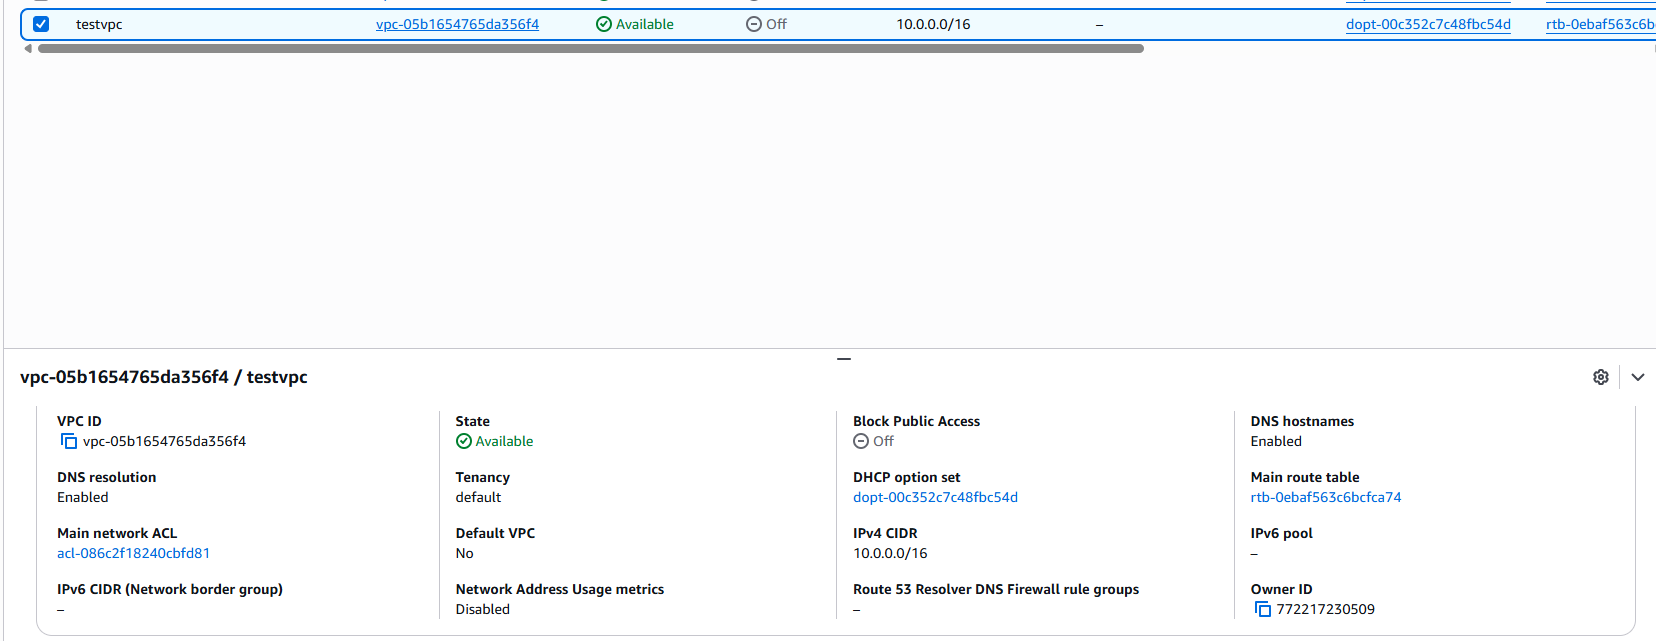 testvpc vpc-05b1654765da356f4 Available Off 10.0.0.0/16 – dopt-00c352c7c48fbc54d rtb-0ebaf563c6b
vpc-05b1654765da356f4 / testvpc
VPC ID
vpc-05b1654765da356f4
State
Available
Block Public Access
Off
DNS hostnames
Enabled
DNS resolution
Enabled
Tenancy
default
DHCP option set
dopt-00c352c7c48fbc54d
Main route table
rtb-0ebaf563c6bcfca74
Main network ACL
acl-086c2f18240cbfd81
Default VPC
No
IPv4 CIDR
10.0.0.0/16
IPv6 pool
–
IPv6 CIDR (Network border group)
–
Network Address Usage metrics
Disabled
Route 53 Resolver DNS Firewall rule groups
–
Owner ID
772217230509